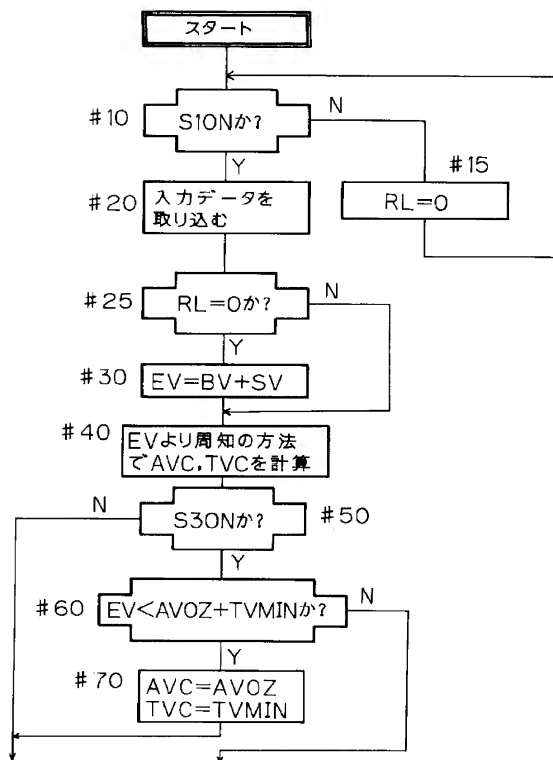 スタート
#10
S1ONか?
N
Y
#15
RL=0
#20
入力データを
取り込む
#25
RL=0か?
N
Y
#30
EV=BV+SV
#40
EVより周知の方法
でAVC,TVCを計算
N
S3ONか?
#50
Y
#60
EV<AVOZ+TVMINか?
N
Y
#70
AVC=AVOZ
TVC=TVMIN